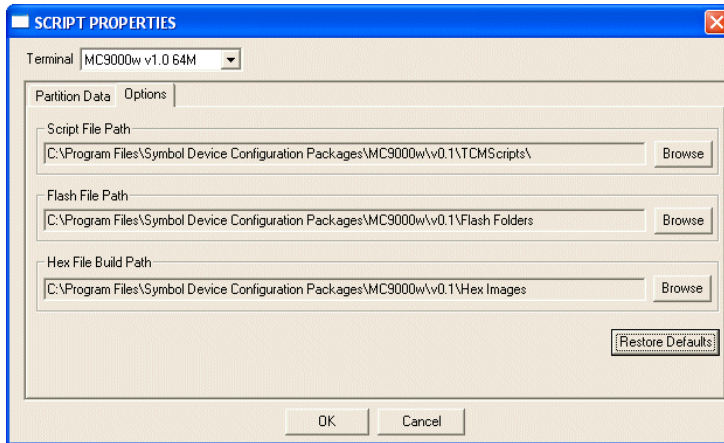 SCRIPT PROPERTIES
Terminal MC9000w v1.0 64M
Partition Data Options
Script File Path
C:\Program Files\Symbol Device Configuration Packages\MC9000w\v0.1\TCMScripts\ Browse
Flash File Path
C:\Program Files\Symbol Device Configuration Packages\MC9000w\v0.1\Flash Folders Browse
Hex File Build Path
C:\Program Files\Symbol Device Configuration Packages\MC9000w\v0.1\Hex Images Browse
Restore Defaults
OK Cancel